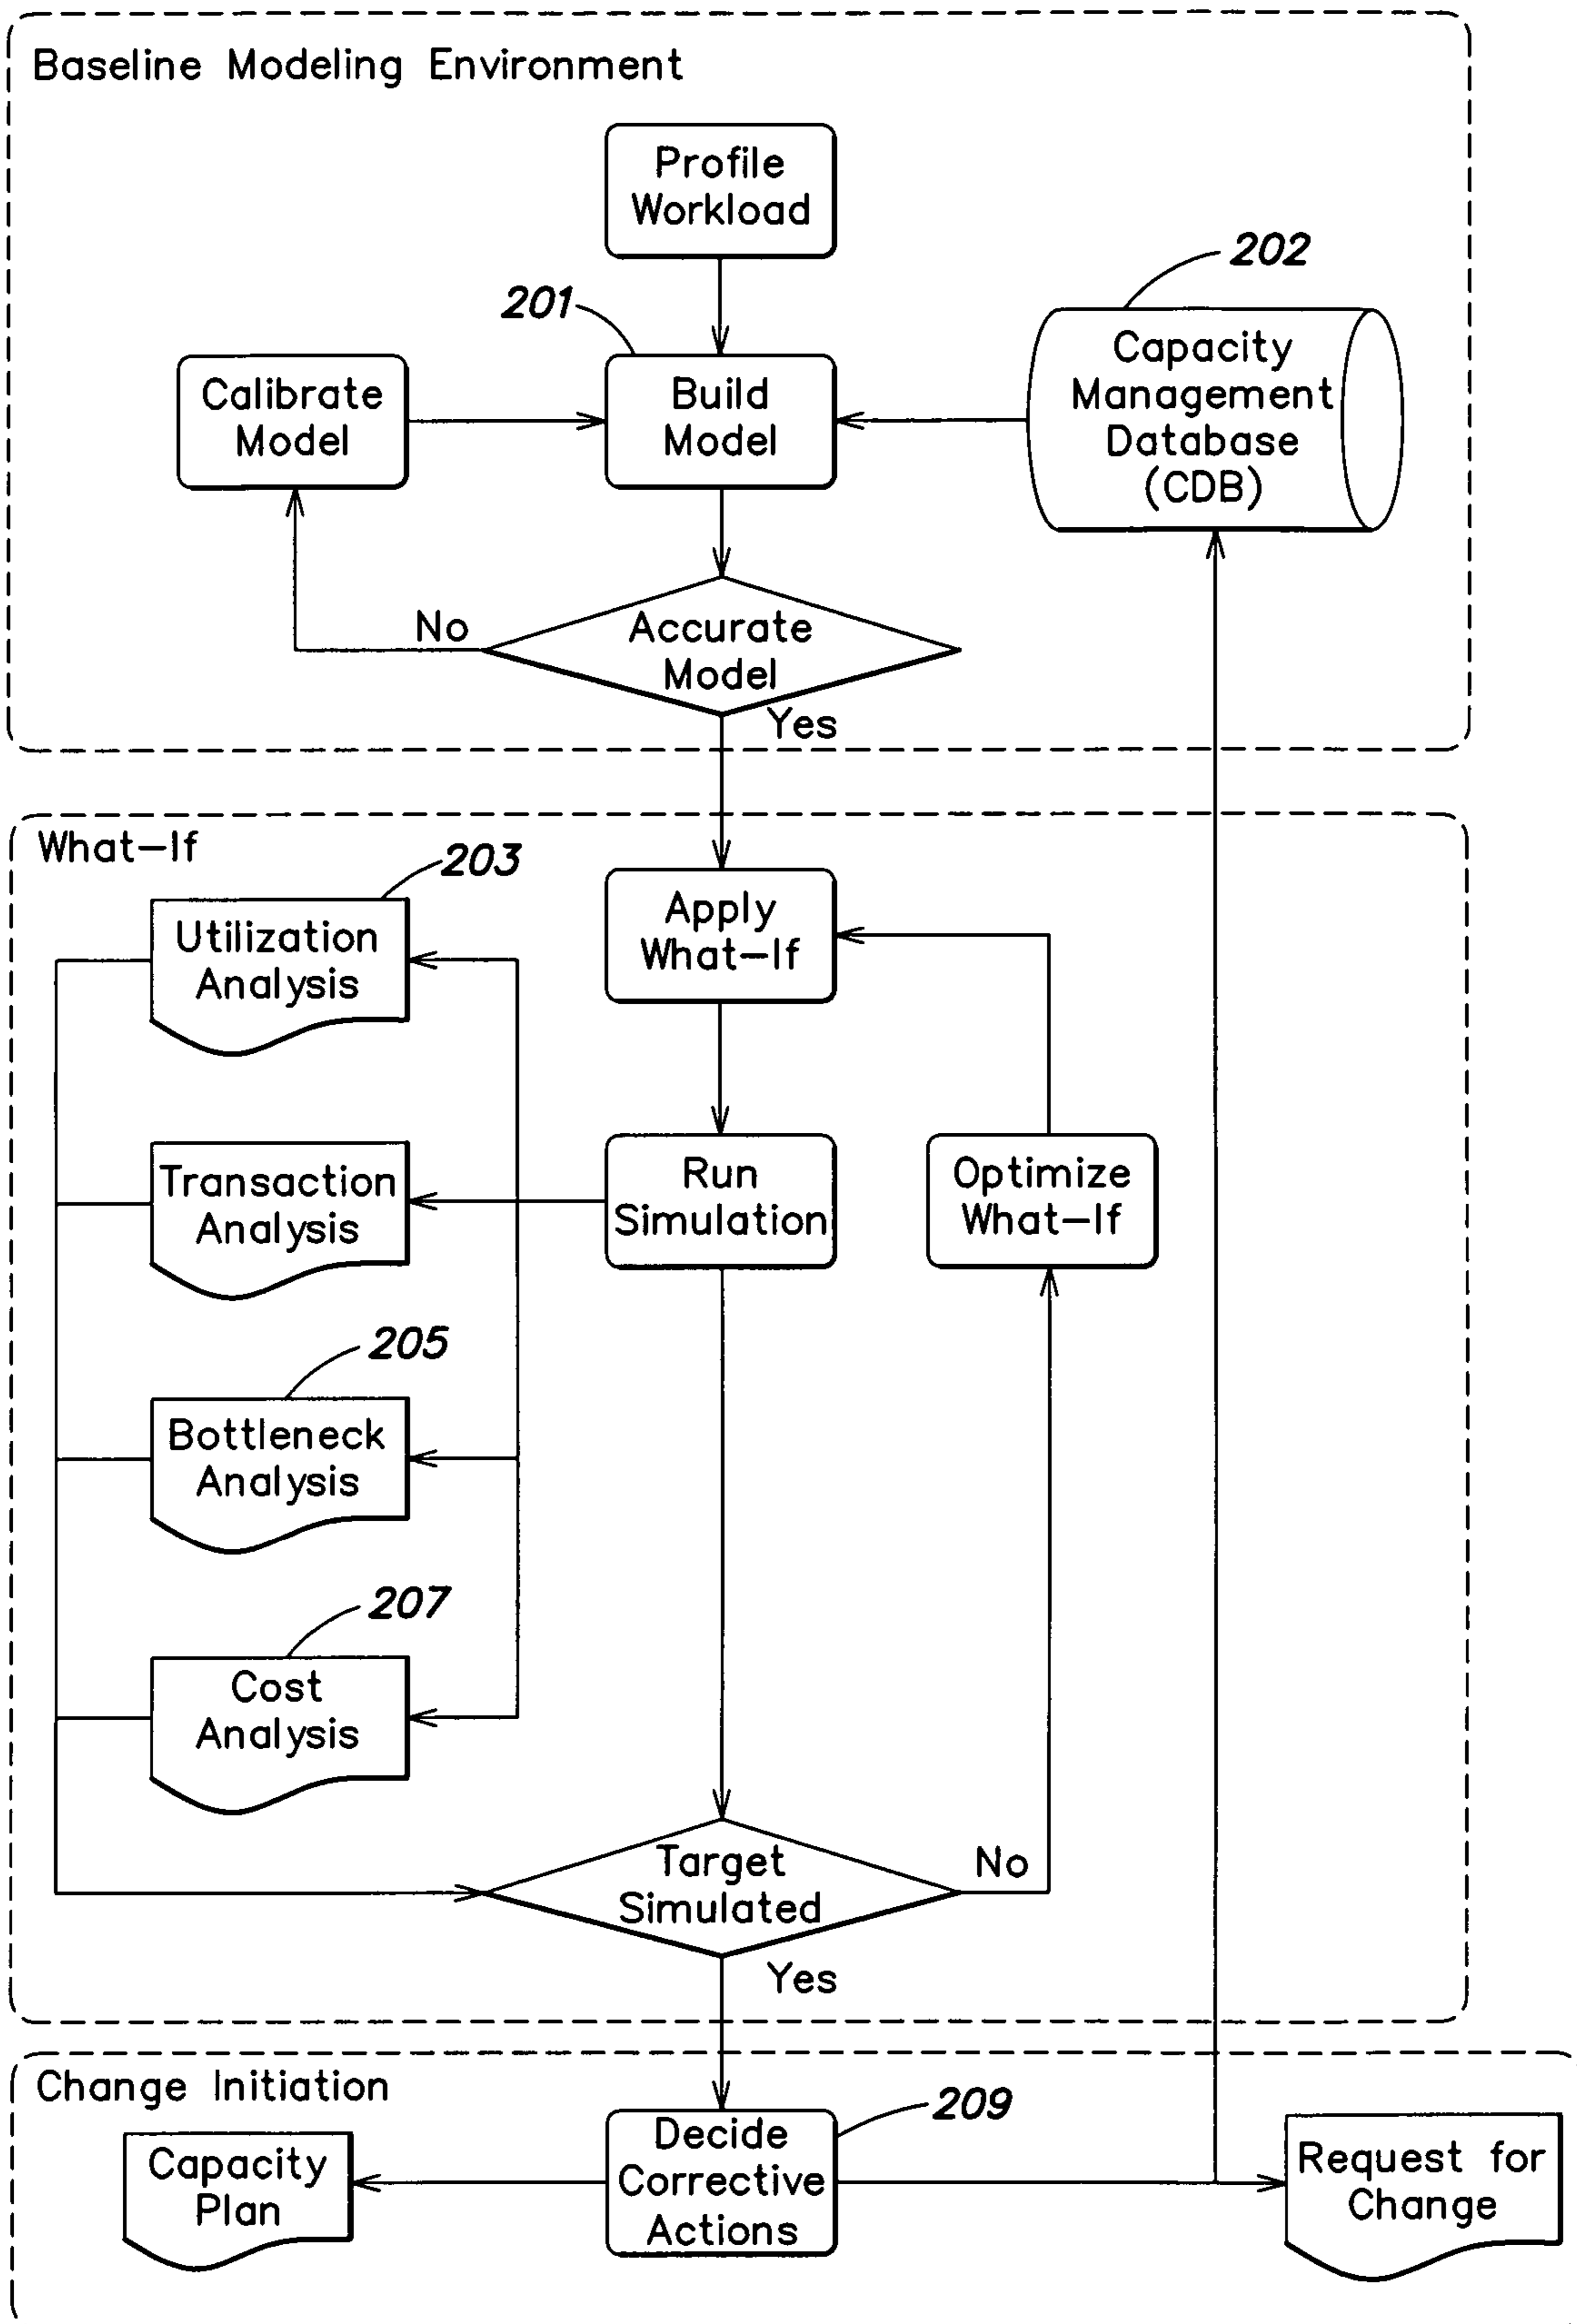 Baseline Modeling Environment
Profile
Workload
202
201
Capacity
Management
Database
(CDB)
Calibrate
Model
Build
Model
No
Accurate
Model
Yes
What-If
203
Utilization
Analysis
Apply
What-If
Transaction
Analysis
Run
Simulation
Optimize
What-If
205
Bottleneck
Analysis
207
Cost
Analysis
Target
Simulated
No
Yes
Change Initiation
209
Capacity
Plan
Decide
Corrective
Actions
Request for
Change